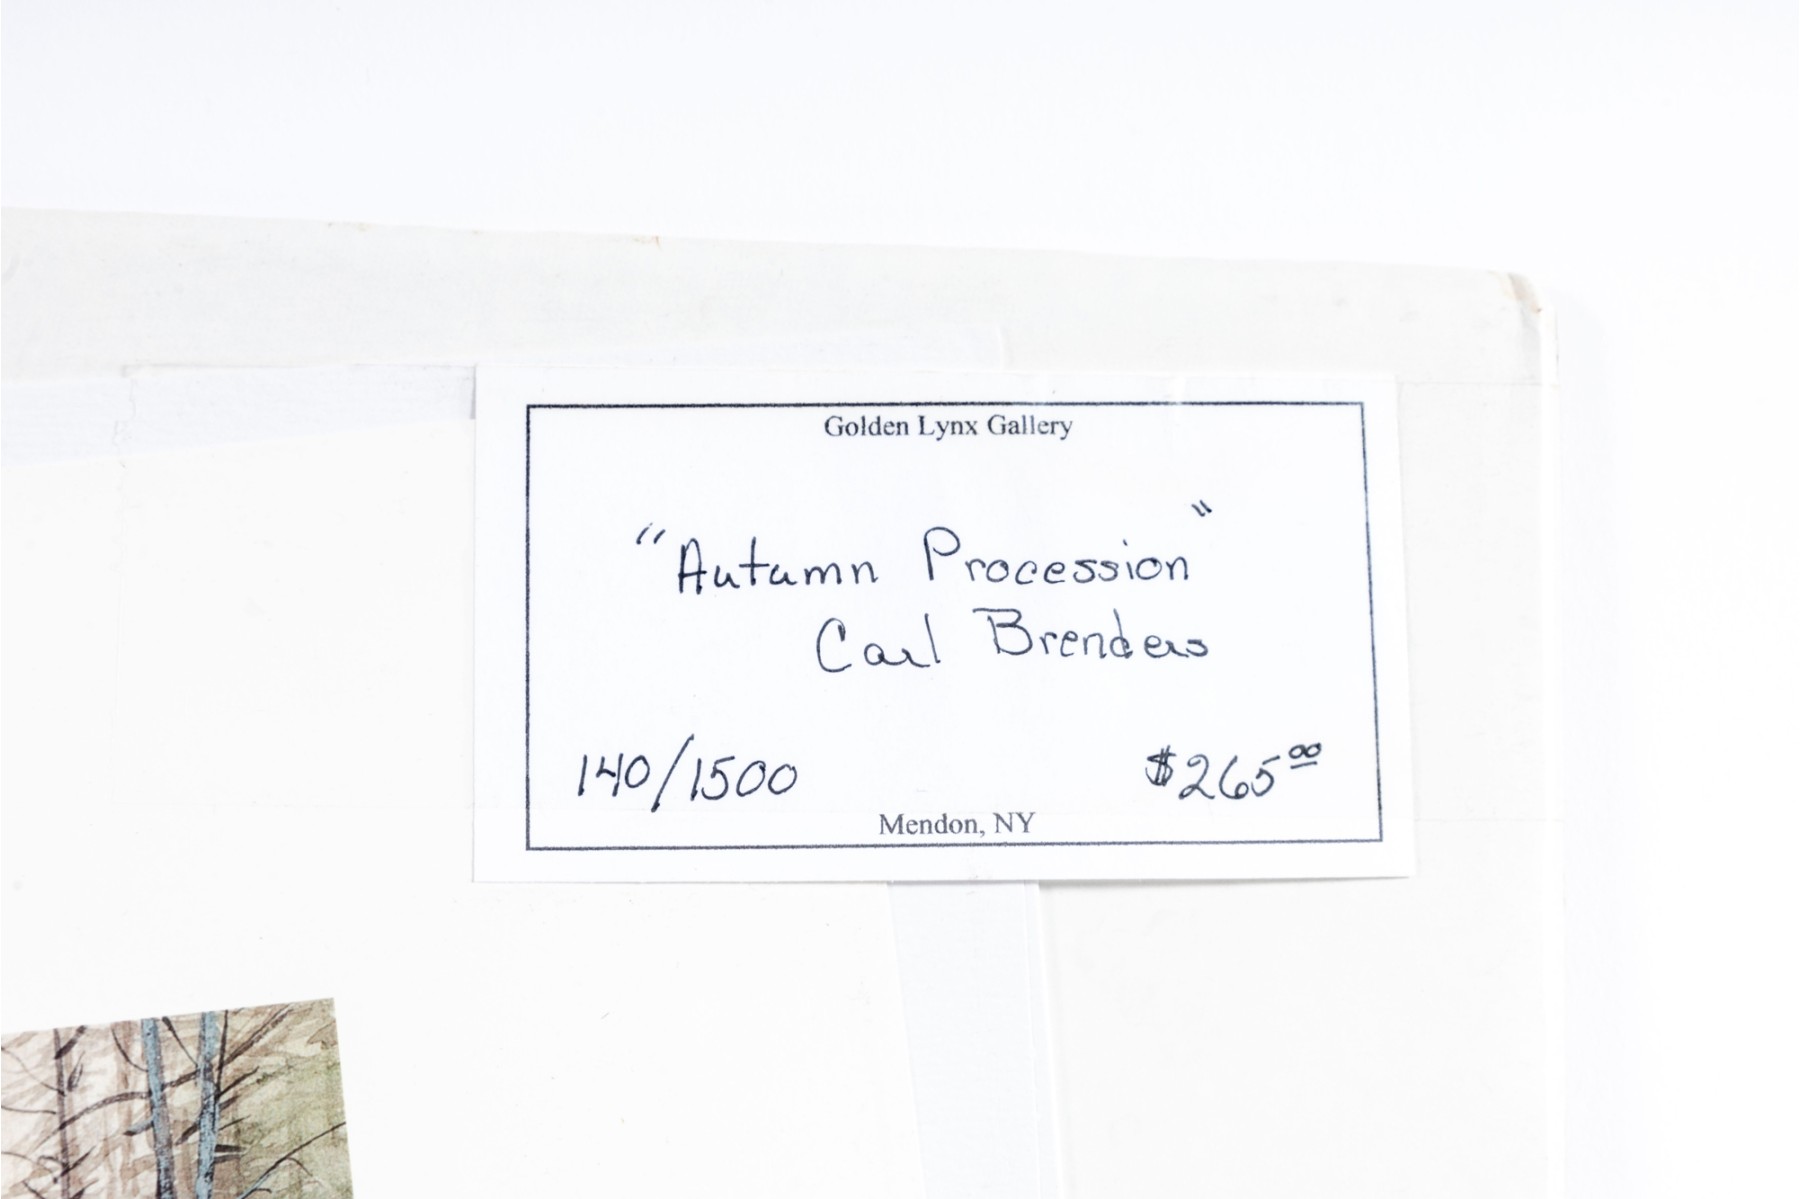 Golden Lynx Gallery
"Autumn Procession"
Carl Brenders
140/1500 $265.00
Mendon, NY